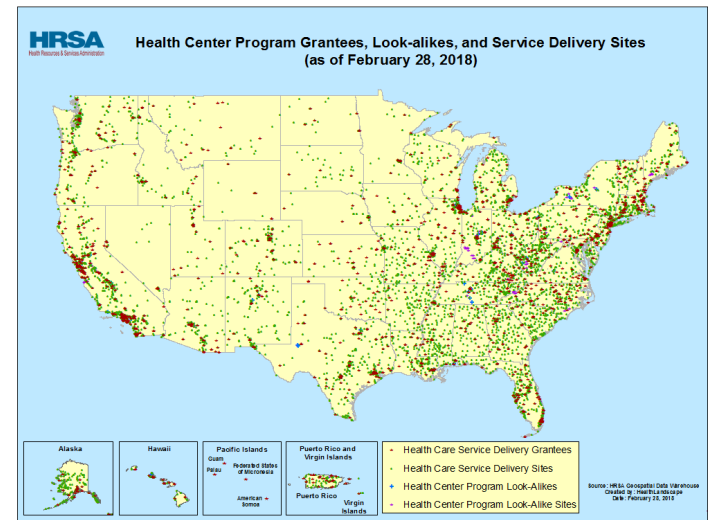 HRSA
Health Resources & Services Administration
Health Center Program Grantees, Look-alikes, and Service Delivery Sites
(as of February 28, 2018)
Alaska
Hawaii
Pacific Islands
Guam
Palau
Federated States
of Micronesia
American
Somoa
Puerto Rico and
Virgin Islands
Puerto Rico
Virgin
Islands
Health Care Service Delivery Grantees
Health Care Service Delivery Sites
Health Center Program Look-Alikes
Health Center Program Look-Alike Sites
Source: HRSA Geospatial Data Warehouse
Created by: HealthLandscape
Date: February 28, 2018